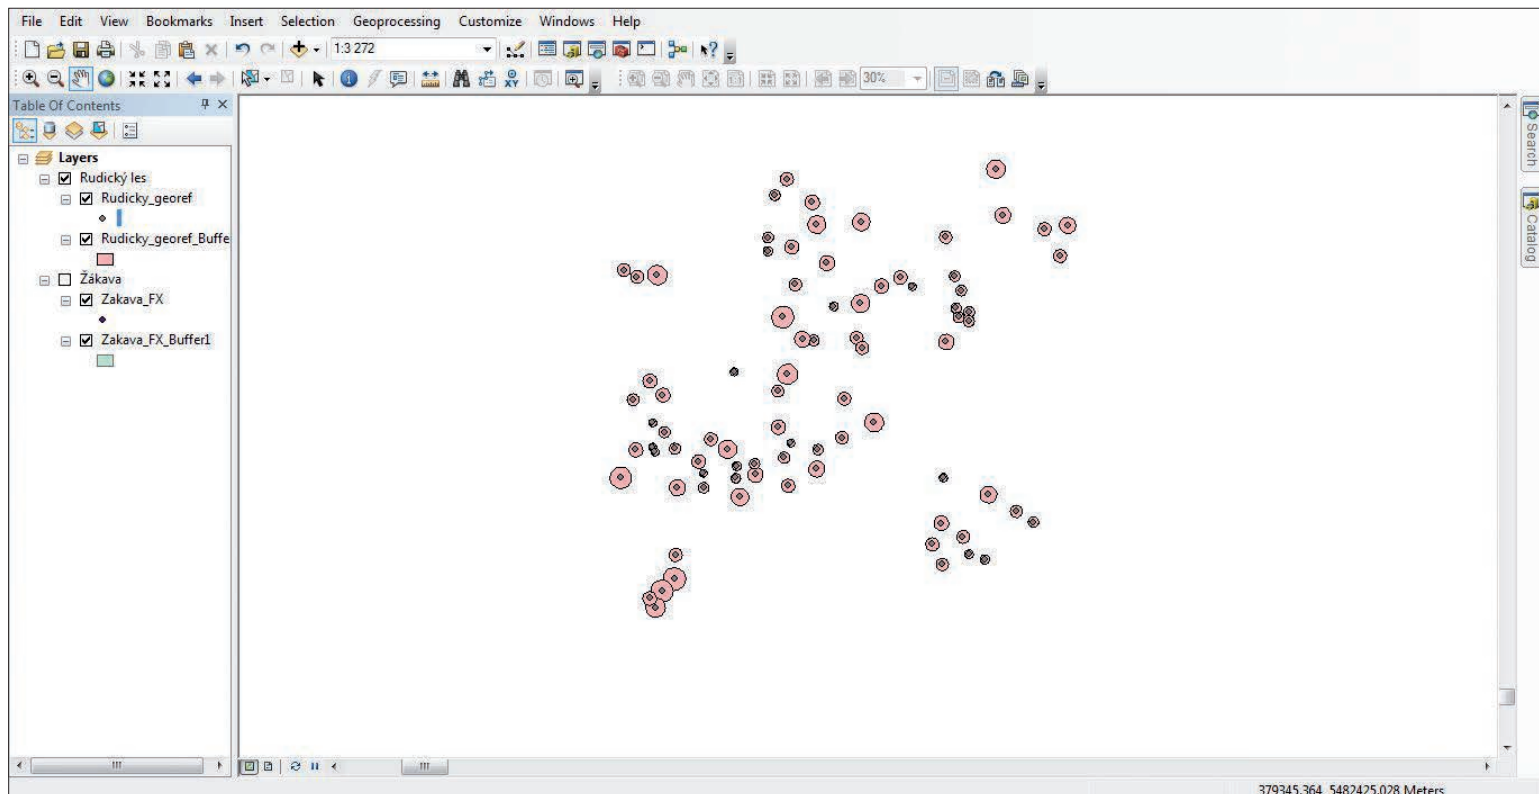 File Edit View Bookmarks Insert Selection Geoprocessing Customize Windows Help
1:3 272
XY
30%
Table Of Contents
Layers
Rudický les
Rudicky_georef
Rudicky_georef_Buffe
Žákava
Zakava_FX
Zakava_FX_Buffer1
Search
Catalog
379345,364 5482425,028 Meters